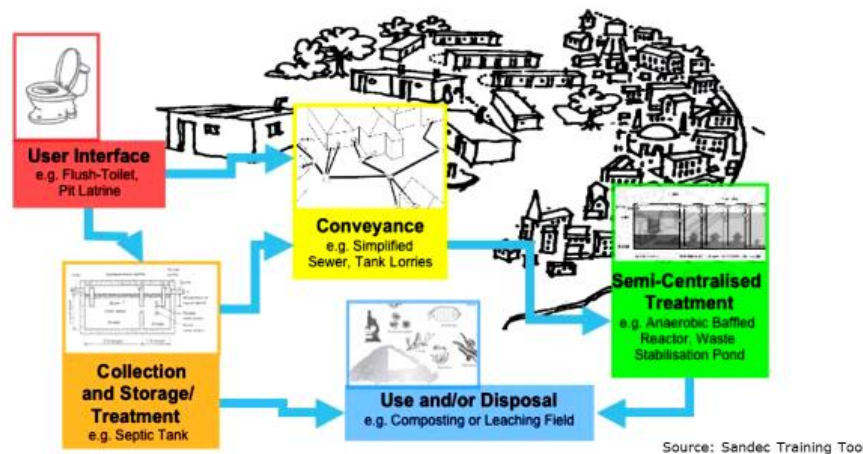 User Interface
e.g. Flush-Toilet,
Pit Latrine
Conveyance
e.g. Simplified
Sewer, Tank Lorries
Semi-Centralised
Treatment
e.g. Anaerobic Baffled
Reactor, Waste
Stabilisation Pond
Collection
and Storage/
Treatment
e.g. Septic Tank
Use and/or Disposal
e.g. Composting or Leaching Field
Source: Sandec Training Too